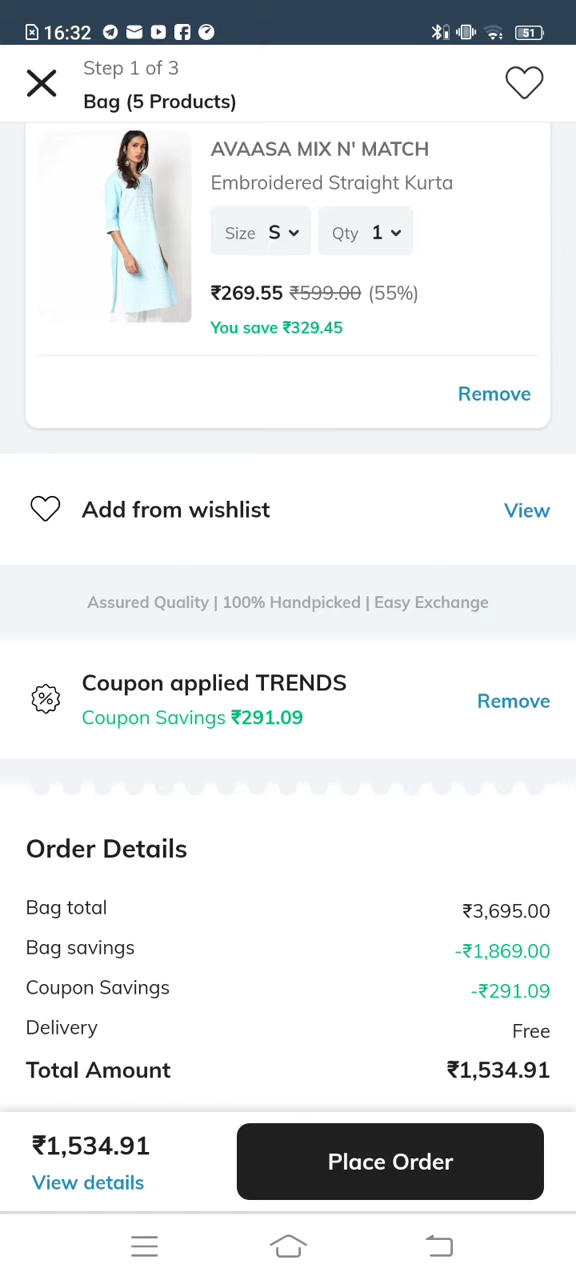 16:32
51
Step 1 of 3
Bag (5 Products)
AVAASA MIX N' MATCH
Embroidered Straight Kurta
Size S Qty 1
₹269.55 ₹599.00 (55%)
You save ₹329.45
Remove
Add from wishlist View
Assured Quality | 100% Handpicked | Easy Exchange
Coupon applied TRENDS
Coupon Savings ₹291.09
Remove
Order Details
Bag total ₹3,695.00
Bag savings -₹1,869.00
Coupon Savings -₹291.09
Delivery Free
Total Amount ₹1,534.91
₹1,534.91
View details
Place Order